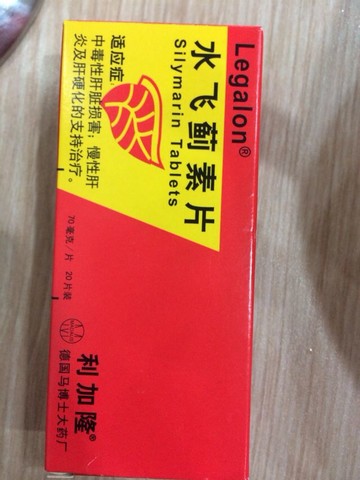 Legalon®
水飞蓟素片
Silymarin Tablets
适应症
中毒性肝脏损害；慢性肝
炎及肝硬化的支持治疗。
70毫克/片 20片装
利加隆®
德国马博士大药厂